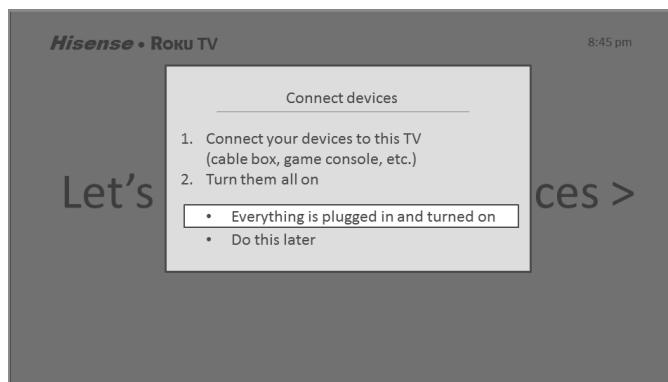 Hisense • ROKU TV
8:45 pm
Connect devices
1. Connect your devices to this TV
(cable box, game console, etc.)
2. Turn them all on
Let's
ces >
• Everything is plugged in and turned on
• Do this later